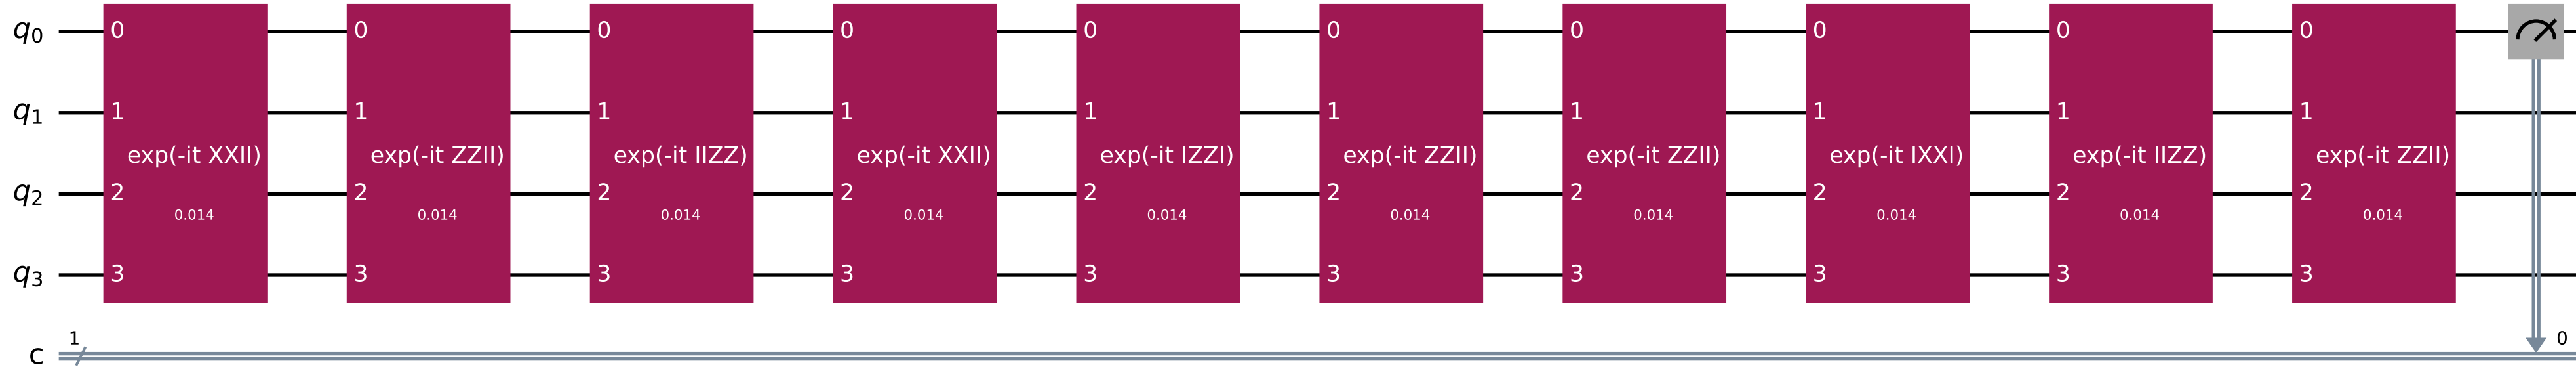 q0 0 0 0 0 0 0 0 0 0 0
q1 1 1 1 1 1 1 1 1 1 1
exp(-it XXII) exp(-it ZZII) exp(-it IIZZ) exp(-it XXII) exp(-it IZZI) exp(-it ZZII) exp(-it ZZII) exp(-it IXXI) exp(-it IIZZ) exp(-it ZZII)
q2 2 2 2 2 2 2 2 2 2 2
0.014 0.014 0.014 0.014 0.014 0.014 0.014 0.014 0.014 0.014
q3 3 3 3 3 3 3 3 3 3 3
1 0
c